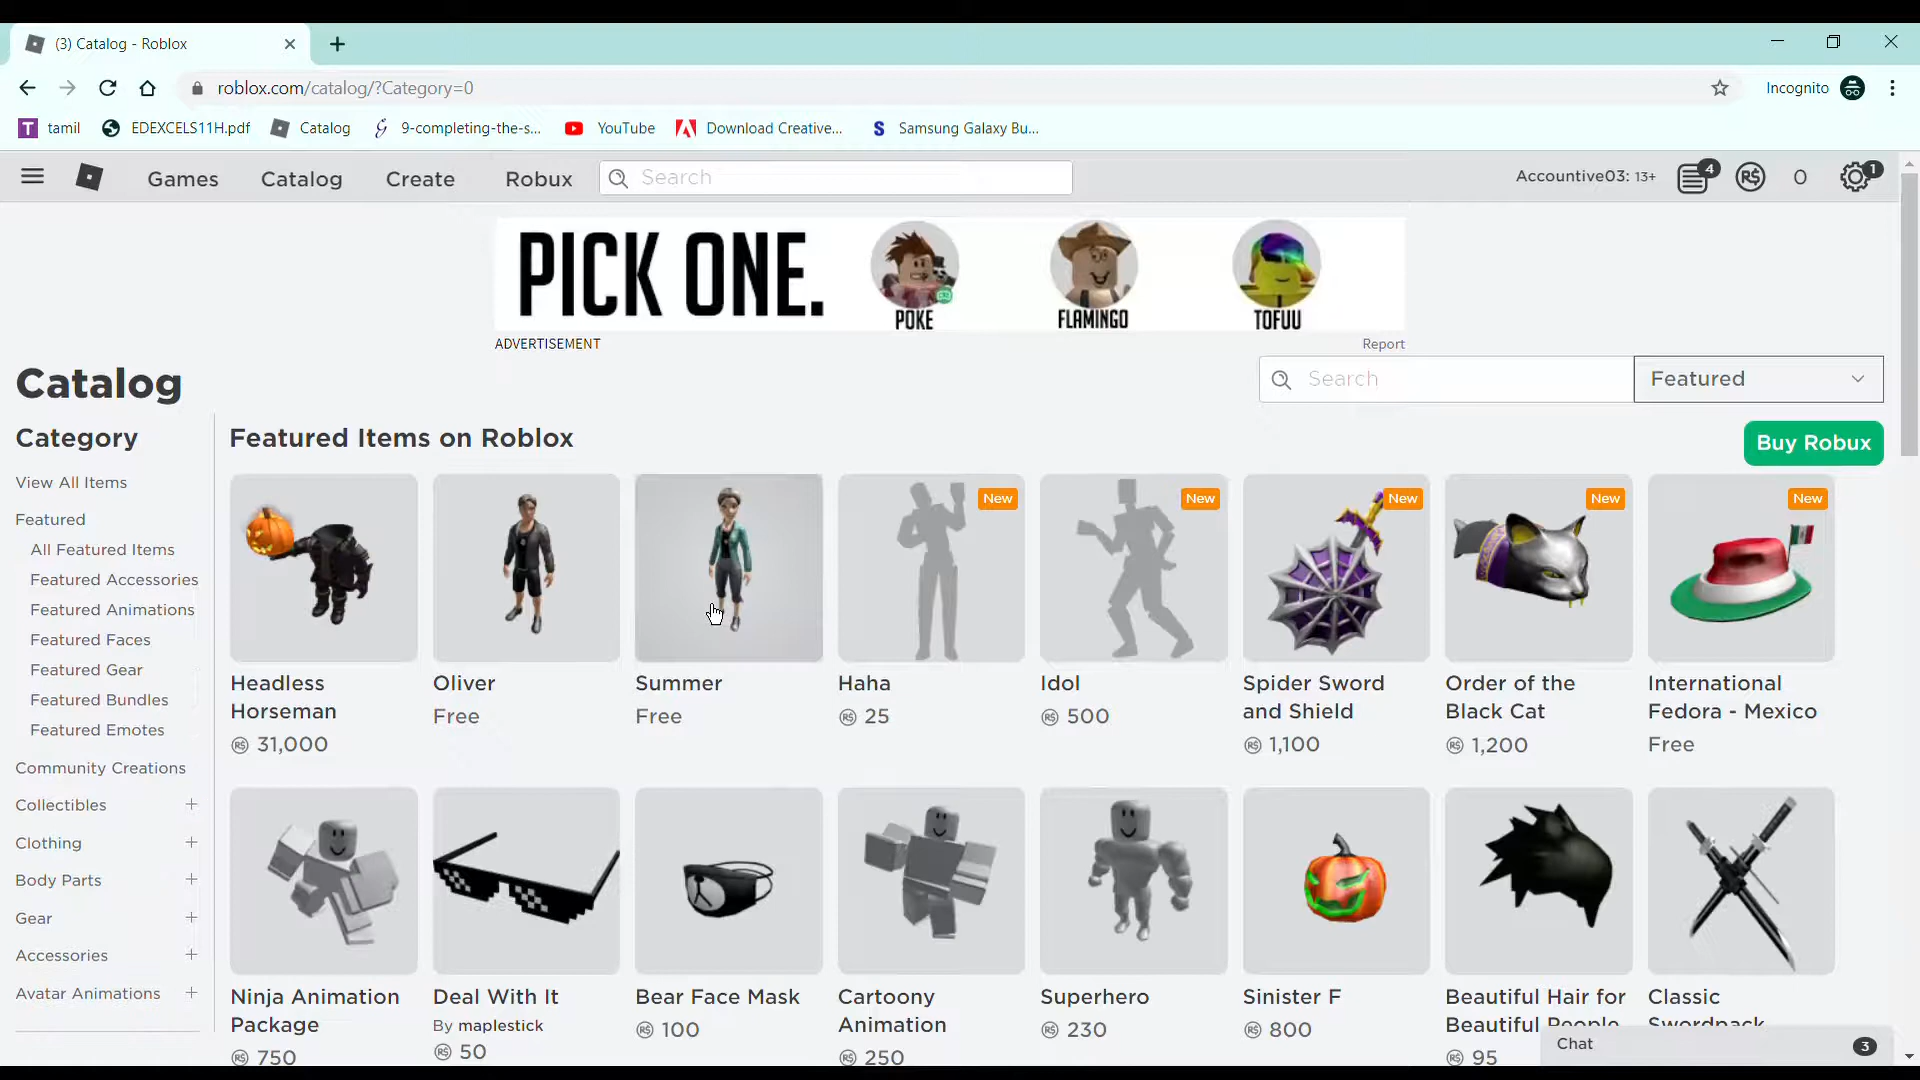 (3) Catalog - Roblox
roblox.com/catalog/?Category=0
Incognito
T tamil
EDEXCELS11H.pdf
Catalog
9-completing-the-s...
YouTube
Download Creative...
S Samsung Galaxy Bu...
Games
Catalog
Create
Robux
Search
Accountive03: 13+
4
R$
0
1
PICK ONE.
POKE
FLAMINGO
TOFUU
ADVERTISEMENT
Report
Catalog
Search
Featured
Category
View All Items
Featured
All Featured Items
Featured Accessories
Featured Animations
Featured Faces
Featured Gear
Featured Bundles
Featured Emotes
Community Creations
Collectibles +
Clothing +
Body Parts +
Gear +
Accessories +
Avatar Animations +
Featured Items on Roblox
Buy Robux
Headless
Horseman
R$ 31,000
Oliver
Free
Summer
Free
New
Haha
R$ 25
New
Idol
R$ 500
New
Spider Sword
and Shield
R$ 1,100
New
Order of the
Black Cat
R$ 1,200
New
International
Fedora - Mexico
Free
Ninja Animation
Package
R$ 750
Deal With It
By maplestick
R$ 50
Bear Face Mask
R$ 100
Cartoony
Animation
R$ 250
Superhero
R$ 230
Sinister F
R$ 800
Beautiful Hair for
Beautiful People
R$ 95
Classic
Swordpack
Chat
3